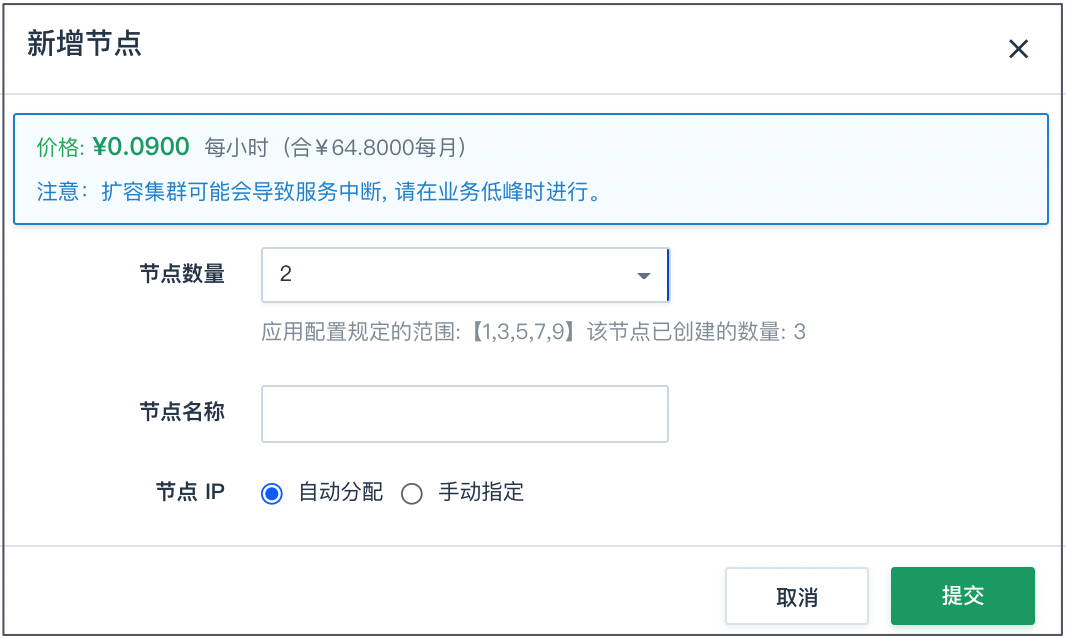 新增节点
价格: ¥0.0900 每小时（合￥64.8000每月）
注意：扩容集群可能会导致服务中断, 请在业务低峰时进行。
节点数量 2
应用配置规定的范围:【1,3,5,7,9】该节点已创建的数量: 3
节点名称
节点 IP 自动分配 手动指定
取消 提交